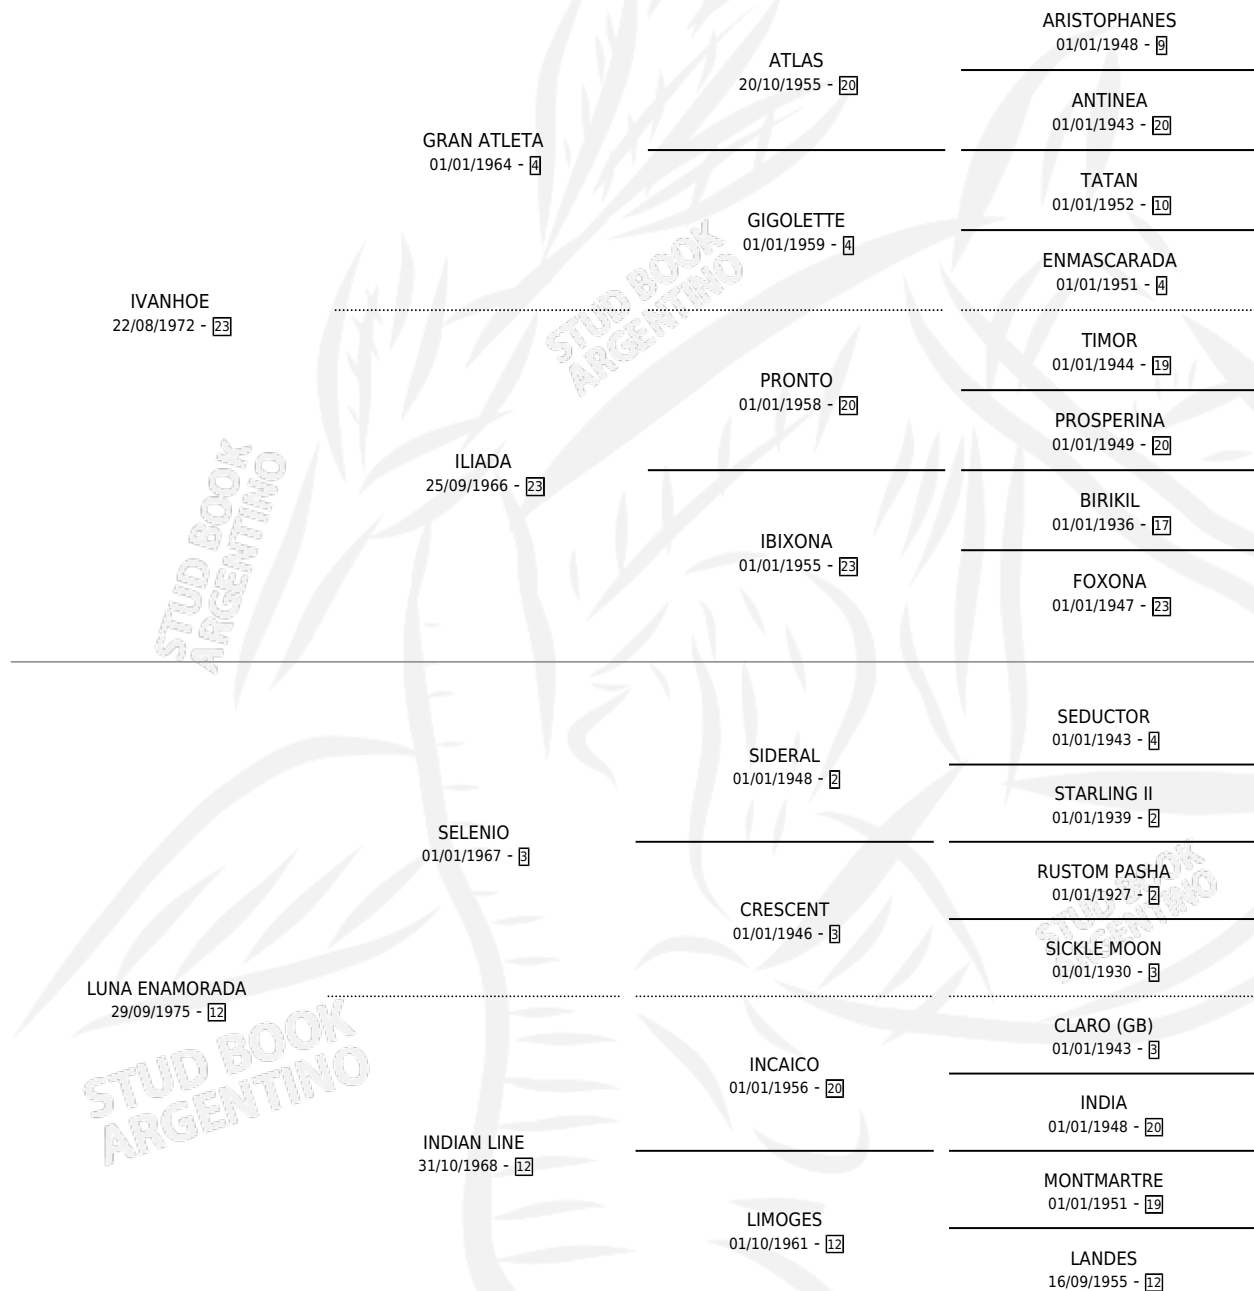 ARISTOPHANES
01/01/1948 - 9
ATLAS
20/10/1955 - 20
ANTINEA
01/01/1943 - 20
GRAN ATLETA
01/01/1964 - 4
TATAN
01/01/1952 - 10
GIGOLETTE
01/01/1959 - 4
ENMASCARADA
01/01/1951 - 4
IVANHOE
22/08/1972 - 23
TIMOR
01/01/1944 - 19
PRONTO
01/01/1958 - 20
PROSPERINA
01/01/1949 - 20
ILIADA
25/09/1966 - 23
BIRIKIL
01/01/1936 - 17
IBIXONA
01/01/1955 - 23
FOXONA
01/01/1947 - 23
SEDUCTOR
01/01/1943 - 4
SIDERAL
01/01/1948 - 2
STARLING II
01/01/1939 - 2
SELENIO
01/01/1967 - 3
RUSTOM PASHA
01/01/1927 - 2
CRESCENT
01/01/1946 - 3
SICKLE MOON
01/01/1930 - 3
LUNA ENAMORADA
29/09/1975 - 12
CLARO (GB)
01/01/1943 - 3
INCAICO
01/01/1956 - 20
INDIA
01/01/1948 - 20
INDIAN LINE
31/10/1968 - 12
MONTMARTRE
01/01/1951 - 19
LIMOGES
01/10/1961 - 12
LANDES
16/09/1955 - 12
STUD BOOK
ARGENTINO
STUD BOOK
ARGENTINO
STUD BOOK
ARGENTINO
STUD BOOK
ARGENTINO